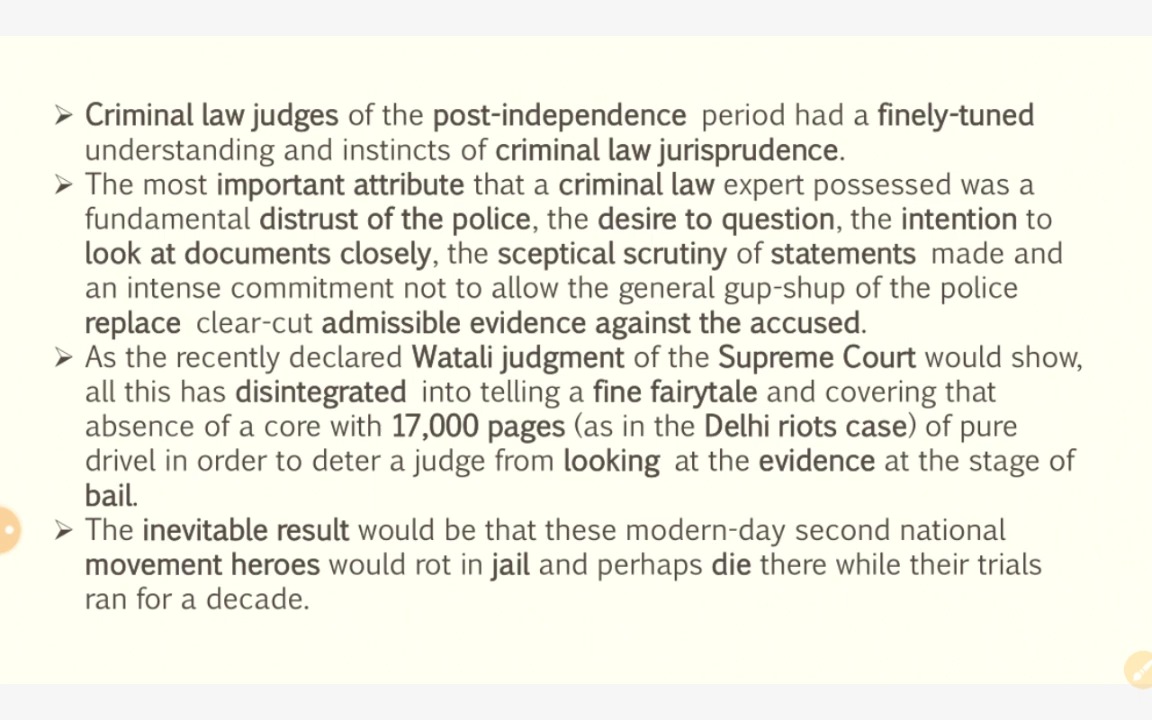 ➢ Criminal law judges of the post-independence period had a finely-tuned
understanding and instincts of criminal law jurisprudence.
➢ The most important attribute that a criminal law expert possessed was a
fundamental distrust of the police, the desire to question, the intention to
look at documents closely, the sceptical scrutiny of statements made and
an intense commitment not to allow the general gup-shup of the police
replace clear-cut admissible evidence against the accused.
➢ As the recently declared Watali judgment of the Supreme Court would show,
all this has disintegrated into telling a fine fairytale and covering that
absence of a core with 17,000 pages (as in the Delhi riots case) of pure
drivel in order to deter a judge from looking at the evidence at the stage of
bail.
➢ The inevitable result would be that these modern-day second national
movement heroes would rot in jail and perhaps die there while their trials
ran for a decade.